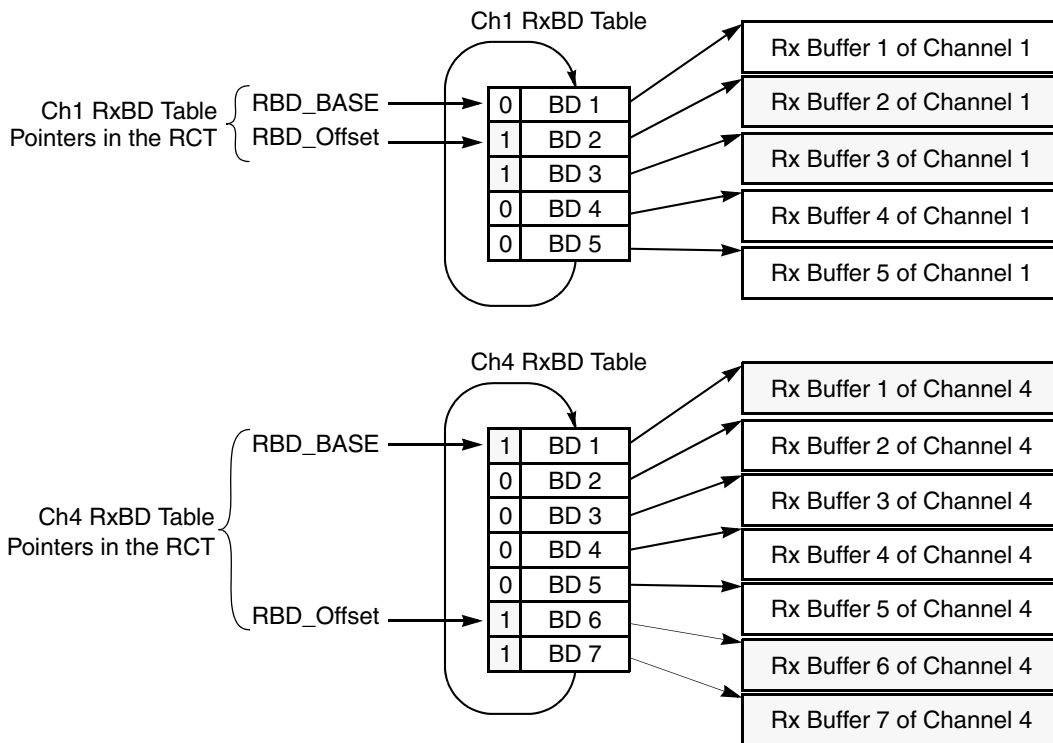 Ch1 RxBD Table
Ch1 RxBD Table
Pointers in the RCT
RBD_BASE
RBD_Offset
0 BD 1
1 BD 2
1 BD 3
0 BD 4
0 BD 5
Rx Buffer 1 of Channel 1
Rx Buffer 2 of Channel 1
Rx Buffer 3 of Channel 1
Rx Buffer 4 of Channel 1
Rx Buffer 5 of Channel 1
Ch4 RxBD Table
Ch4 RxBD Table
Pointers in the RCT
RBD_BASE
RBD_Offset
1 BD 1
0 BD 2
0 BD 3
0 BD 4
0 BD 5
1 BD 6
1 BD 7
Rx Buffer 1 of Channel 4
Rx Buffer 2 of Channel 4
Rx Buffer 3 of Channel 4
Rx Buffer 4 of Channel 4
Rx Buffer 5 of Channel 4
Rx Buffer 6 of Channel 4
Rx Buffer 7 of Channel 4